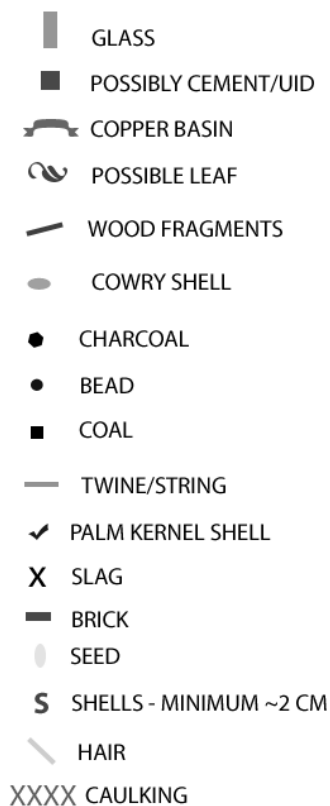 GLASS
POSSIBLY CEMENT/UID
COPPER BASIN
POSSIBLE LEAF
WOOD FRAGMENTS
COWRY SHELL
CHARCOAL
BEAD
COAL
TWINE/STRING
PALM KERNEL SHELL
X SLAG
BRICK
SEED
S SHELLS - MINIMUM ~2 CM
HAIR
XXXX CAULKING